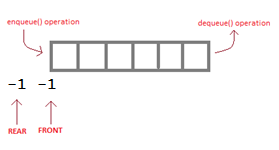 enqueue() operation
dequeue() operation
-1 -1
REAR FRONT